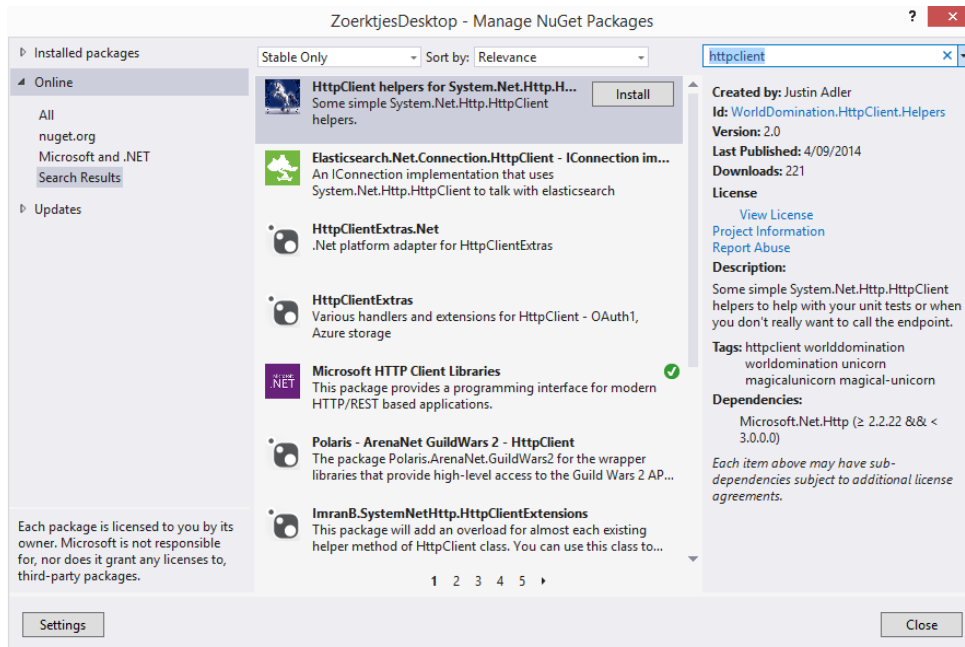 ZoerktjesDesktop - Manage NuGet Packages
?
×
Installed packages
Online
All
nuget.org
Microsoft and .NET
Search Results
Updates
Each package is licensed to you by its
owner. Microsoft is not responsible
for, nor does it grant any licenses to,
third-party packages.
Stable Only
Sort by: Relevance
HttpClient helpers for System.Net.Http.H...
Install
Some simple System.Net.Http.HttpClient
helpers.
Elasticsearch.Net.Connection.HttpClient - IConnection im...
An IConnection implementation that uses
System.Net.Http.HttpClient to talk with elasticsearch
HttpClientExtras.Net
.Net platform adapter for HttpClientExtras
HttpClientExtras
Various handlers and extensions for HttpClient - OAuth1,
Azure storage
.NET
Microsoft HTTP Client Libraries
This package provides a programming interface for modern
HTTP/REST based applications.
Polaris - ArenaNet GuildWars 2 - HttpClient
The package Polaris.ArenaNet.GuildWars2 for the wrapper
libraries that provide high-level access to the Guild Wars 2 AP...
ImranB.SystemNetHttp.HttpClientExtensions
This package will add an overload for almost each existing
helper method of HttpClient class. You can use this class to...
1 2 3 4 5
httpclient
Created by: Justin Adler
Id: WorldDomination.HttpClient.Helpers
Version: 2.0
Last Published: 4/09/2014
Downloads: 221
License
View License
Project Information
Report Abuse
Description:
Some simple System.Net.Http.HttpClient
helpers to help with your unit tests or when
you don't really want to call the endpoint.
Tags: httpclient worlddomination
worldomination unicorn
magicalunicorn magical-unicorn
Dependencies:
Microsoft.Net.Http (≥ 2.2.22 && <
3.0.0.0)
Each item above may have sub-
dependencies subject to additional license
agreements.
Settings
Close